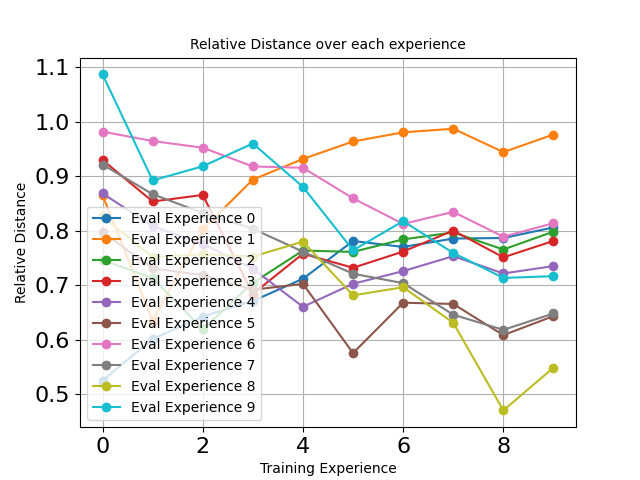 Relative Distance over each experience
1.1
1.0
0.9
0.8
0.7
0.6
0.5
Relative Distance
Eval Experience 0
Eval Experience 1
Eval Experience 2
Eval Experience 3
Eval Experience 4
Eval Experience 5
Eval Experience 6
Eval Experience 7
Eval Experience 8
Eval Experience 9
0 2 4 6 8
Training Experience